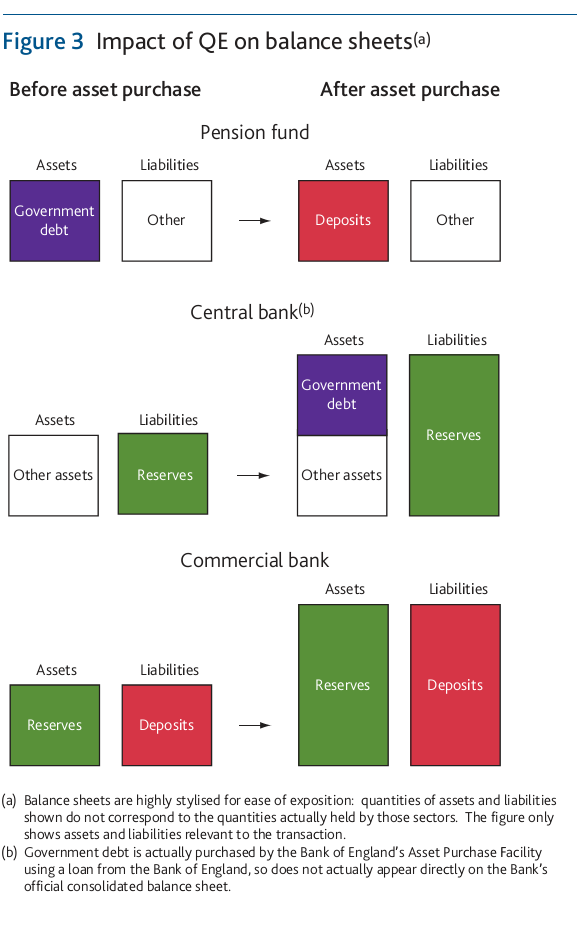 Figure 3 Impact of QE on balance sheets(a)
Before asset purchase After asset purchase
Pension fund
Assets Liabilities Assets Liabilities
Government
debt
Other
Deposits
Other
Central bank(b)
Assets Liabilities
Government
debt
Reserves
Assets Liabilities
Other assets Reserves Other assets
Commercial bank
Assets Liabilities
Reserves Deposits
Assets Liabilities
Reserves Deposits
(a) Balance sheets are highly stylised for ease of exposition: quantities of assets and liabilities
shown do not correspond to the quantities actually held by those sectors. The figure only
shows assets and liabilities relevant to the transaction.
(b) Government debt is actually purchased by the Bank of England's Asset Purchase Facility
using a loan from the Bank of England, so does not actually appear directly on the Bank's
official consolidated balance sheet.